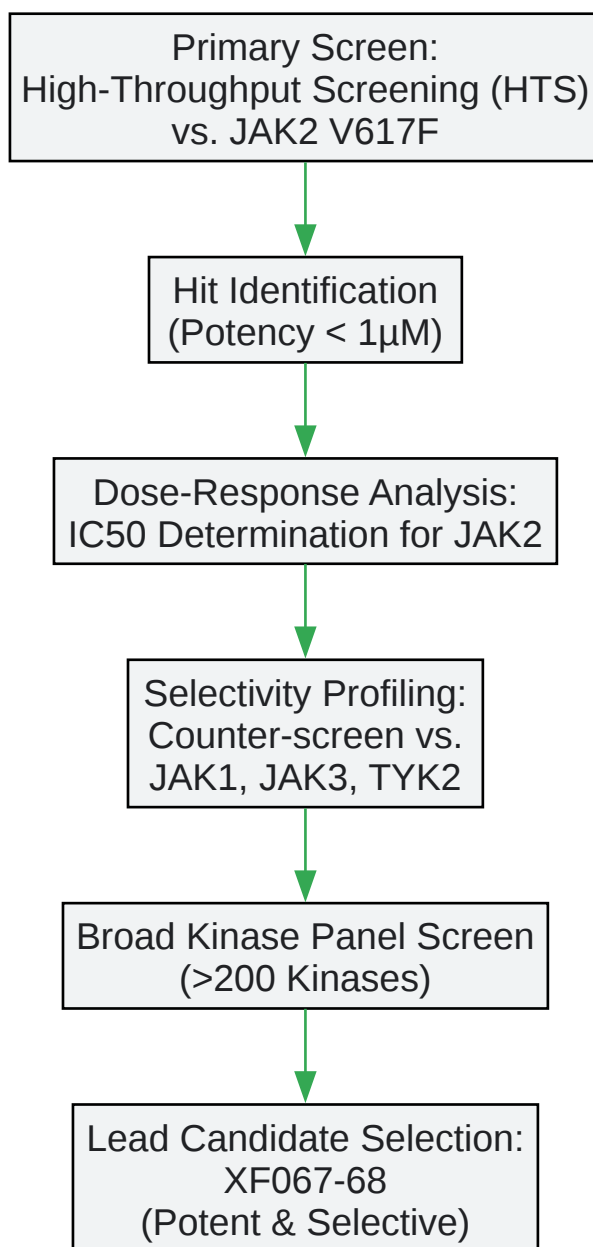 Primary Screen:
High-Throughput Screening (HTS)
vs. JAK2 V617F
Hit Identification
(Potency < 1µM)
Dose-Response Analysis:
IC50 Determination for JAK2
Selectivity Profiling:
Counter-screen vs.
JAK1, JAK3, TYK2
Broad Kinase Panel Screen
(>200 Kinases)
Lead Candidate Selection:
XF067-68
(Potent & Selective)